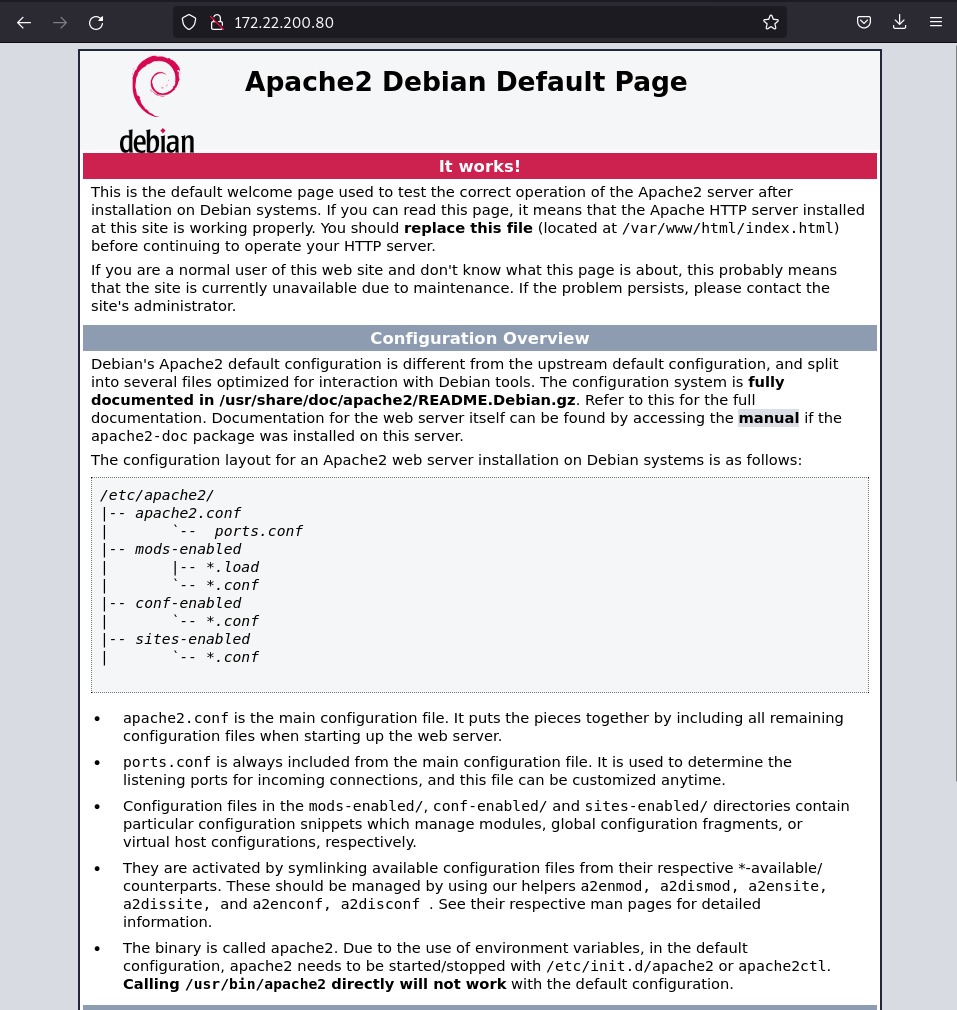 172.22.200.80
debian
Apache2 Debian Default Page
It works!
This is the default welcome page used to test the correct operation of the Apache2 server after
installation on Debian systems. If you can read this page, it means that the Apache HTTP server installed
at this site is working properly. You should replace this file (located at /var/www/html/index.html)
before continuing to operate your HTTP server.
If you are a normal user of this web site and don't know what this page is about, this probably means
that the site is currently unavailable due to maintenance. If the problem persists, please contact the
site's administrator.
Configuration Overview
Debian's Apache2 default configuration is different from the upstream default configuration, and split
into several files optimized for interaction with Debian tools. The configuration system is fully
documented in /usr/share/doc/apache2/README.Debian.gz. Refer to this for the full
documentation. Documentation for the web server itself can be found by accessing the manual if the
apache2-doc package was installed on this server.
The configuration layout for an Apache2 web server installation on Debian systems is as follows:
/etc/apache2/
|-- apache2.conf
|       `--  ports.conf
|-- mods-enabled
|       |-- *.load
|       `-- *.conf
|-- conf-enabled
|       `-- *.conf
|-- sites-enabled
|       `-- *.conf
• apache2.conf is the main configuration file. It puts the pieces together by including all remaining
configuration files when starting up the web server.
• ports.conf is always included from the main configuration file. It is used to determine the
listening ports for incoming connections, and this file can be customized anytime.
• Configuration files in the mods-enabled/, conf-enabled/ and sites-enabled/ directories contain
particular configuration snippets which manage modules, global configuration fragments, or
virtual host configurations, respectively.
• They are activated by symlinking available configuration files from their respective *-available/
counterparts. These should be managed by using our helpers a2enmod, a2dismod, a2ensite,
a2dissite, and a2enconf, a2disconf . See their respective man pages for detailed
information.
• The binary is called apache2. Due to the use of environment variables, in the default
configuration, apache2 needs to be started/stopped with /etc/init.d/apache2 or apache2ctl.
Calling /usr/bin/apache2 directly will not work with the default configuration.